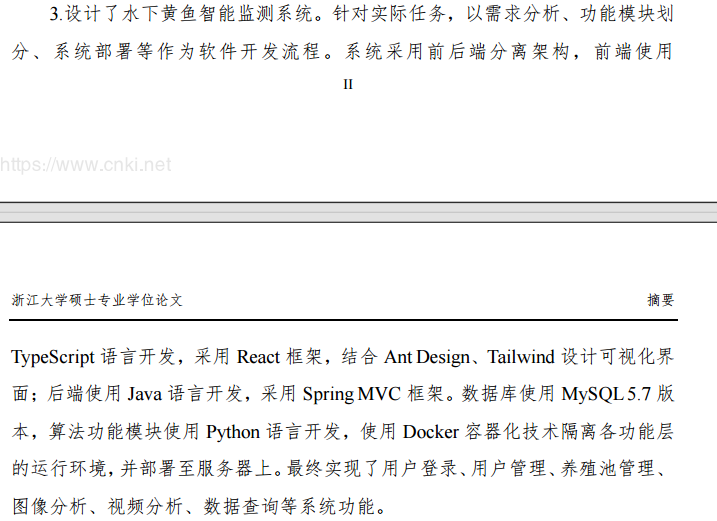 3.设计了水下黄鱼智能监测系统。针对实际任务，以需求分析、功能模块划
分、系统部署等作为软件开发流程。系统采用前后端分离架构，前端使用
II
https://www.cnki.net
浙江大学硕士专业学位论文 摘要
TypeScript 语言开发，采用 React 框架，结合 Ant Design、Tailwind 设计可视化界
面；后端使用 Java 语言开发，采用 Spring MVC 框架。数据库使用 MySQL 5.7 版
本，算法功能模块使用 Python 语言开发，使用 Docker 容器化技术隔离各功能层
的运行环境，并部署至服务器上。最终实现了用户登录、用户管理、养殖池管理、
图像分析、视频分析、数据查询等系统功能。